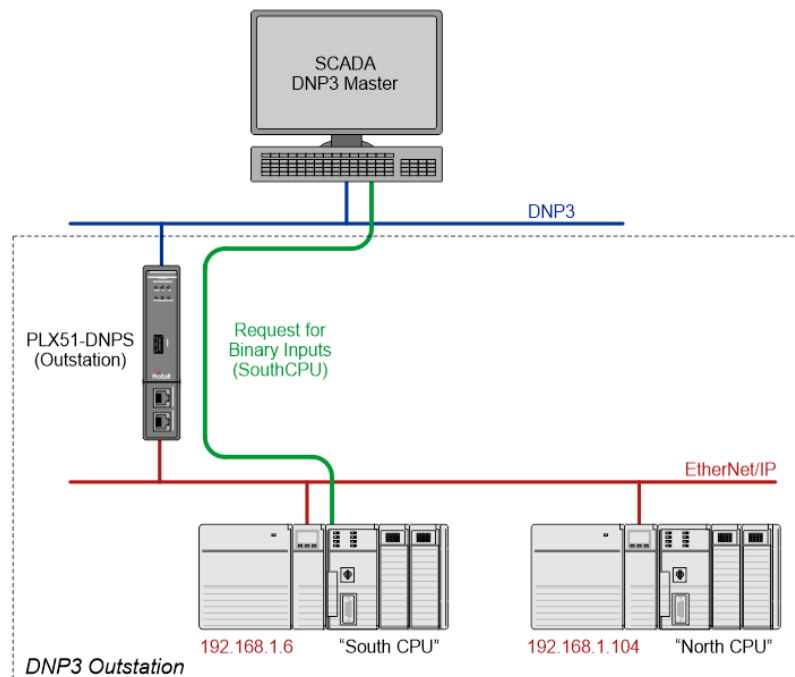 SCADA
DNP3 Master
DNP3
PLX51-DNPS
(Outstation)
ProSoft
Request for
Binary Inputs
(SouthCPU)
EtherNet/IP
192.168.1.6
“South CPU”
192.168.1.104
“North CPU”
DNP3 Outstation